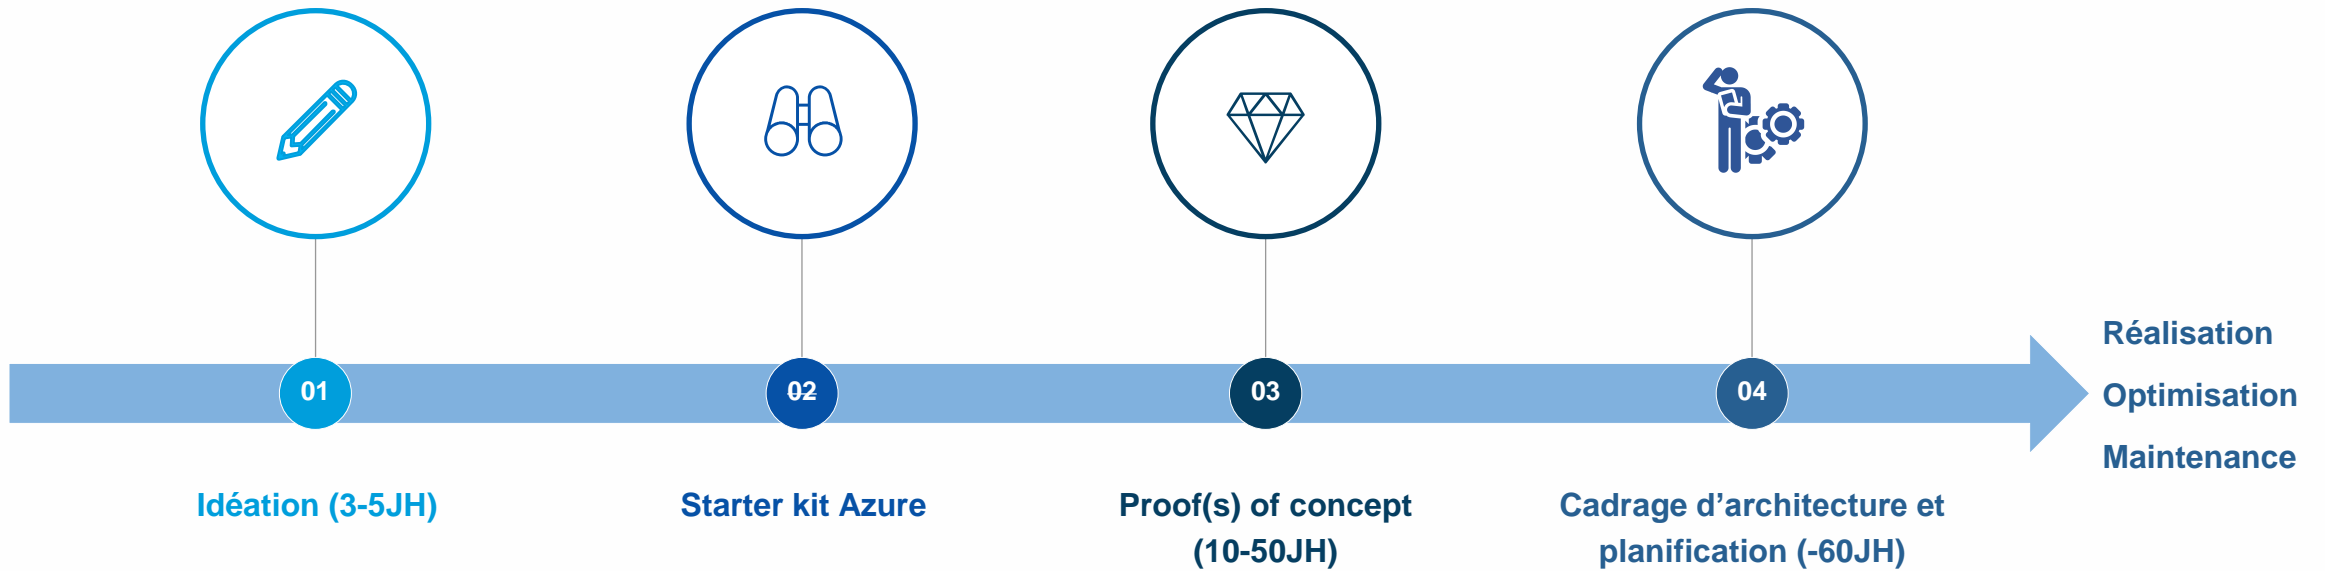 01
02
03
04
Réalisation
Optimisation
Maintenance
Idéation (3-5JH)
Starter kit Azure
Proof(s) of concept
(10-50JH)
Cadrage d’architecture et
planification (-60JH)